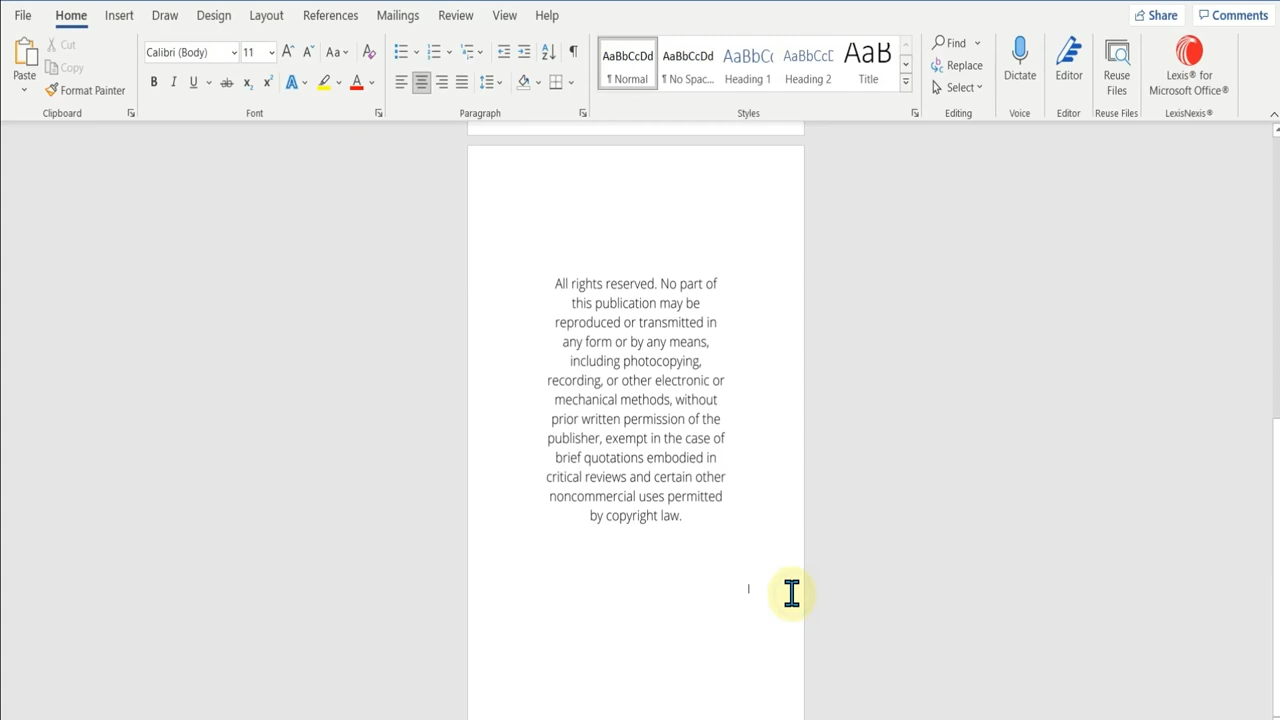 File Home Insert Draw Design Layout References Mailings Review View Help Share Comments
Paste
Cut
Copy
Format Painter
Clipboard
Calibri (Body) 11 A A Aa A
B I U ab x₂ x² A A
Font
Paragraph
AaBbCcDd AaBbCcDd AaBbCc AaBbCcD AaB
¶ Normal ¶ No Spac... Heading 1 Heading 2 Title
Styles
Find
Replace
Select
Editing
Dictate
Voice
Editor
Editor
Reuse
Files
Reuse Files
Lexis® for
Microsoft Office®
LexisNexis®
All rights reserved. No part of
this publication may be
reproduced or transmitted in
any form or by any means,
including photocopying,
recording, or other electronic or
mechanical methods, without
prior written permission of the
publisher, exempt in the case of
brief quotations embodied in
critical reviews and certain other
noncommercial uses permitted
by copyright law.